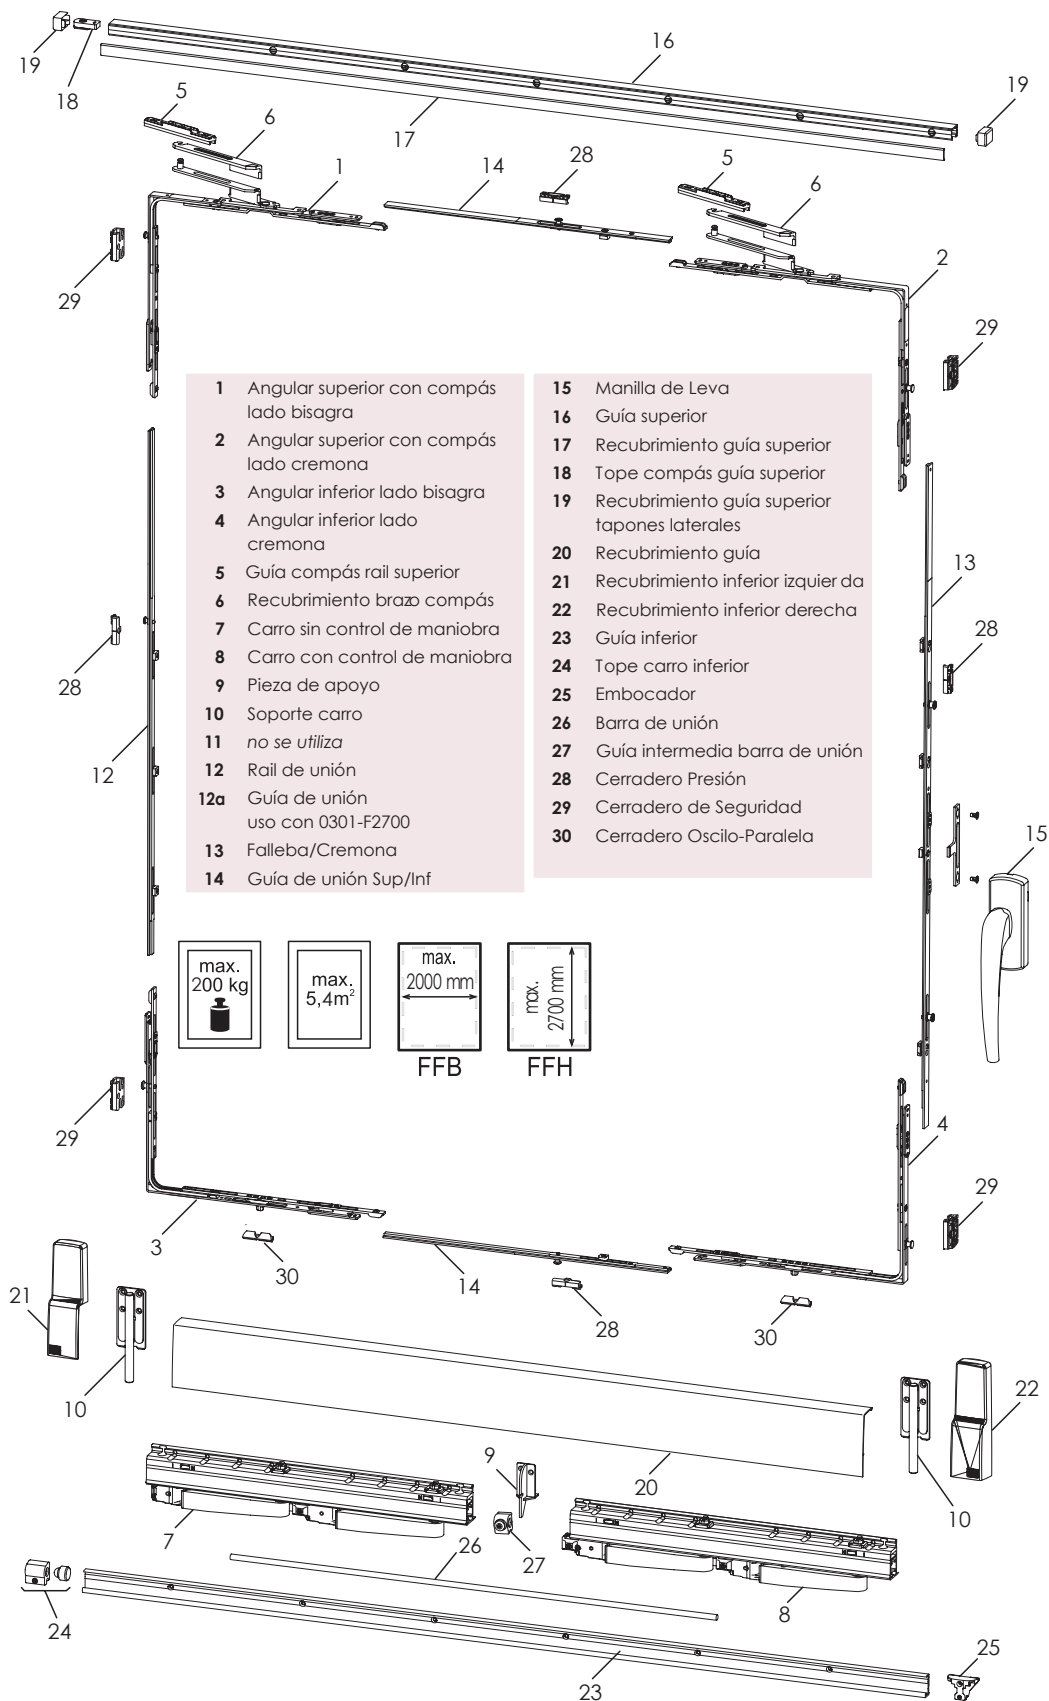 16
19
18
17
19
5
6
1
14
28
5
6
2
29
29
1 Angular superior con compás
lado bisagra
2 Angular superior con compás
lado cremona
3 Angular inferior lado bisagra
4 Angular inferior lado
cremona
5 Guía compás rail superior
6 Recubrimiento brazo compás
7 Carro sin control de maniobra
8 Carro con control de maniobra
9 Pieza de apoyo
10 Soporte carro
11 no se utiliza
12 Rail de unión
12a Guía de unión
uso con 0301-F2700
13 Falleba/Cremona
14 Guía de unión Sup/Inf
15 Manilla de Leva
16 Guía superior
17 Recubrimiento guía superior
18 Tope compás guía superior
19 Recubrimiento guía superior
tapones laterales
20 Recubrimiento guía
21 Recubrimiento inferior izquier da
22 Recubrimiento inferior derecha
23 Guía inferior
24 Tope carro inferior
25 Embocador
26 Barra de unión
27 Guía intermedia barra de unión
28 Cerradero Presión
29 Cerradero de Seguridad
30 Cerradero Oscilo-Paralela
13
28
28
12
15
max.
200 kg
max.
5,4m²
max.
2000 mm
FFB
max.
2700 mm
FFH
29
4
29
3
30
14
28
30
21
10
22
10
9
20
7
26
27
8
24
23
25